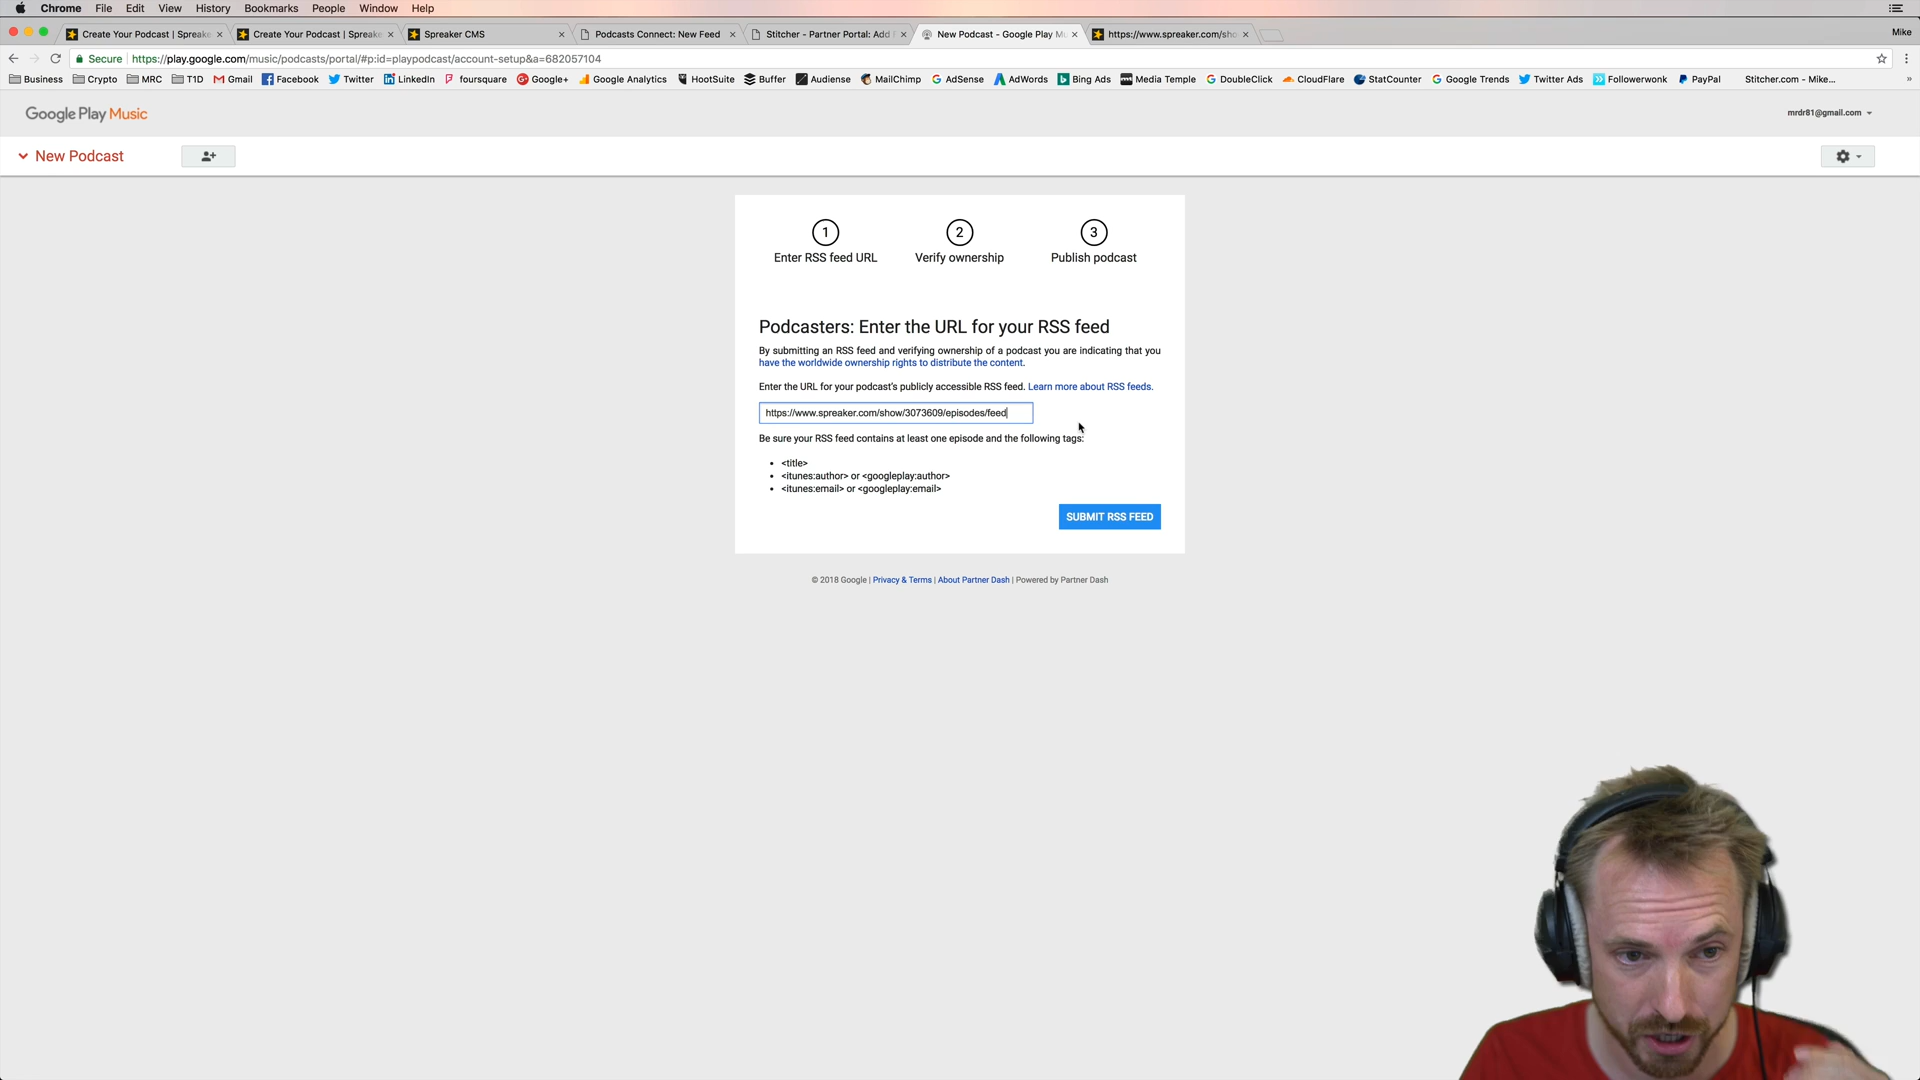 Chrome File Edit View History Bookmarks People Window Help
Create Your Podcast | Spreake
Create Your Podcast | Spreake
Spreaker CMS
Podcasts Connect: New Feed
Stitcher - Partner Portal: Add
New Podcast - Google Play Mu
https://www.spreaker.com/sho
Mike
Secure https://play.google.com/music/podcasts/portal/#p:id=playpodcast/account-setup&a=682057104
Business Crypto MRC T1D Gmail Facebook Twitter LinkedIn foursquare Google+ Google Analytics HootSuite Buffer Audiense MailChimp AdSense AdWords Bing Ads Media Temple DoubleClick CloudFlare StatCounter Google Trends Twitter Ads Followerwonk PayPal Stitcher.com - Mike... »
Google Play Music
mrdr81@gmail.com
New Podcast
1 2 3
Enter RSS feed URL Verify ownership Publish podcast
Podcasters: Enter the URL for your RSS feed
By submitting an RSS feed and verifying ownership of a podcast you are indicating that you
have the worldwide ownership rights to distribute the content.
Enter the URL for your podcast's publicly accessible RSS feed. Learn more about RSS feeds.
https://www.spreaker.com/show/3073609/episodes/feed
Be sure your RSS feed contains at least one episode and the following tags:
• <title>
• <itunes:author> or <googleplay:author>
• <itunes:email> or <googleplay:email>
SUBMIT RSS FEED
© 2018 Google | Privacy & Terms | About Partner Dash | Powered by Partner Dash